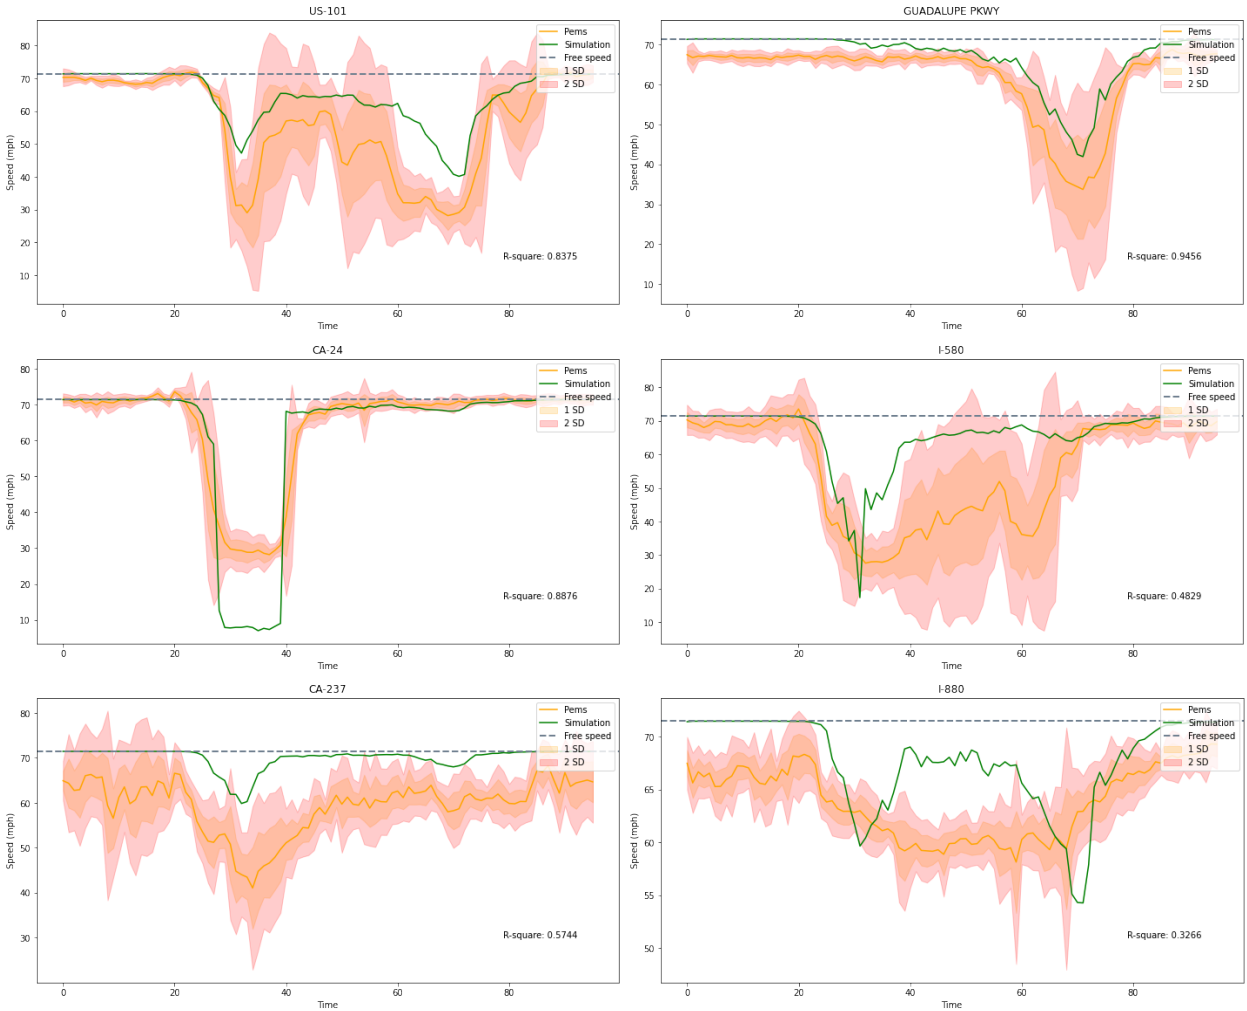 US-101
Speed (mph)
80
70
60
50
40
30
20
10
0
20
40
60
80
Time
Pems
Simulation
Free speed
1 SD
2 SD
R-square: 0.8375
GUADALUPE PKWY
Speed (mph)
70
60
50
40
30
20
10
0
20
40
60
80
Time
Pems
Simulation
Free speed
1 SD
2 SD
R-square: 0.9456
CA-24
Speed (mph)
80
70
60
50
40
30
20
10
0
20
40
60
80
Time
Pems
Simulation
Free speed
1 SD
2 SD
R-square: 0.8876
I-580
Speed (mph)
80
70
60
50
40
30
20
10
0
20
40
60
80
Time
Pems
Simulation
Free speed
1 SD
2 SD
R-square: 0.4829
CA-237
Speed (mph)
80
70
60
50
40
30
0
20
40
60
80
Time
Pems
Simulation
Free speed
1 SD
2 SD
R-square: 0.5744
I-880
Speed (mph)
70
65
60
55
50
0
20
40
60
80
Time
Pems
Simulation
Free speed
1 SD
2 SD
R-square: 0.3266